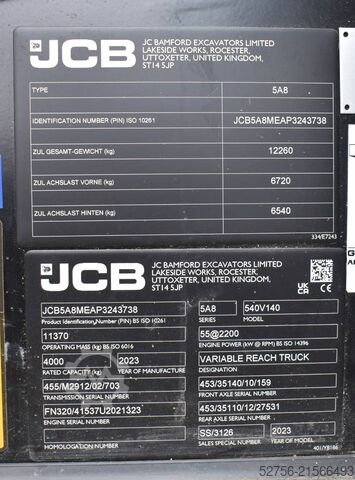 JCB
JC BAMFORD EXCAVATORS LIMITED
LAKESIDE WORKS, ROCESTER,
UTTOXETER, UNITED KINGDOM,
ST14 5JP
TYPE 5A8
IDENTIFICATION NUMBER (PIN) ISO 10261 JCB5A8MEAP3243738
ZUL GESAMT-GEWICHT (kg) 12260
ZUL ACHSLAST VORNE (kg) 6720
ZUL ACHSLAST HINTEN (kg) 6540
334/E7243
JCB
JC BAMFORD EXCAVATORS LIMITED
LAKESIDE WORKS, ROCESTER,
UTTOXETER, UNITED KINGDOM,
ST14 5JP
UK
CA
CE
JCB5A8MEAP3243738 5A8 540V140
Product Identification Number (PIN) BS ISO 10261 SERIES MODEL
11370 55@2200
OPERATING MASS (kg) BS ISO 6016 ENGINE POWER (kW @ RPM) BS ISO 14396
4000 2023 VARIABLE REACH TRUCK
RATED CAPACITY (kg) YEAR OF MANUFACTURE DESIGNATION
455/M2912/02/703 453/35140/10/159
TRANSMISSION SERIAL NUMBER FRONT AXLE SERIAL NUMBER
FN320/41537U2021323 453/35110/12/27531
ENGINE SERIAL NUMBER REAR AXLE SERIAL NUMBER
SS/3126 2023
HOMOLOGATION NUMBER SALES SPECIAL NUMBER YEAR OF MODEL
401/Y8186
52756-21566493